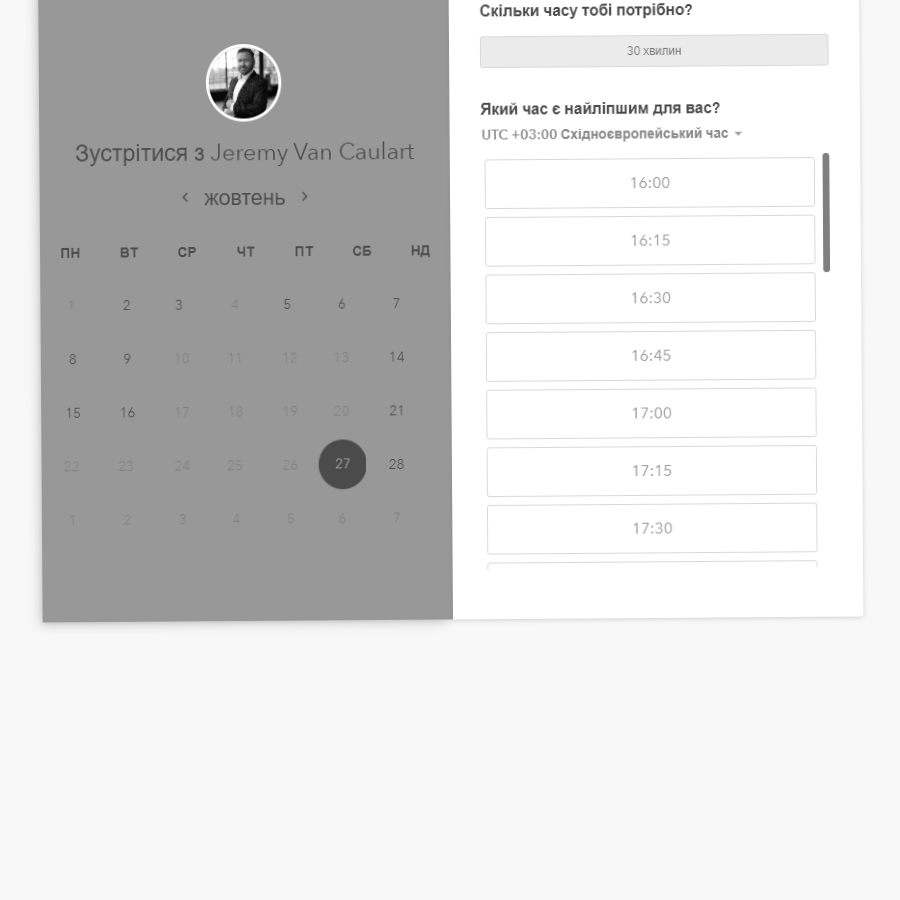 Зустрітися з Jeremy Van Caulart
‹ жовтень ›
ПН ВТ СР ЧТ ПТ СБ НД
1 2 3 4 5 6 7
8 9 10 11 12 13 14
15 16 17 18 19 20 21
22 23 24 25 26 27 28
1 2 3 4 5 6 7
Скільки часу тобі потрібно?
30 хвилин
Який час є найліпшим для вас?
UTC +03:00 Східноєвропейський час
16:00
16:15
16:30
16:45
17:00
17:15
17:30